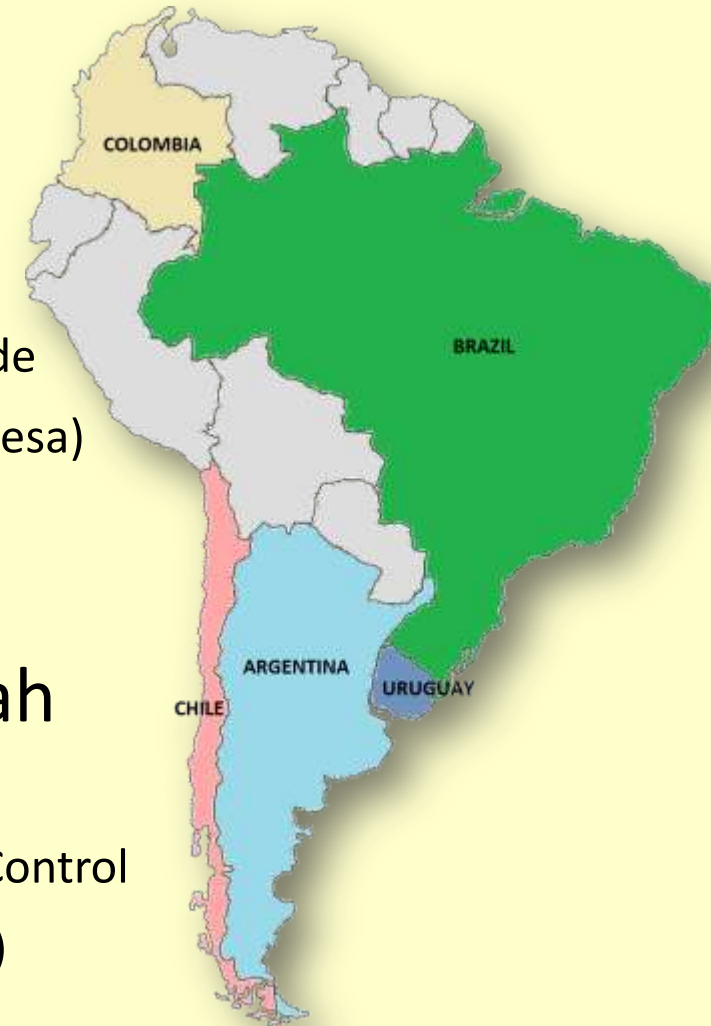 COLOMBIA
de
BRAZIL
esa)
ARGENTINA
ah
URUGUAY
CHILE
Control
)